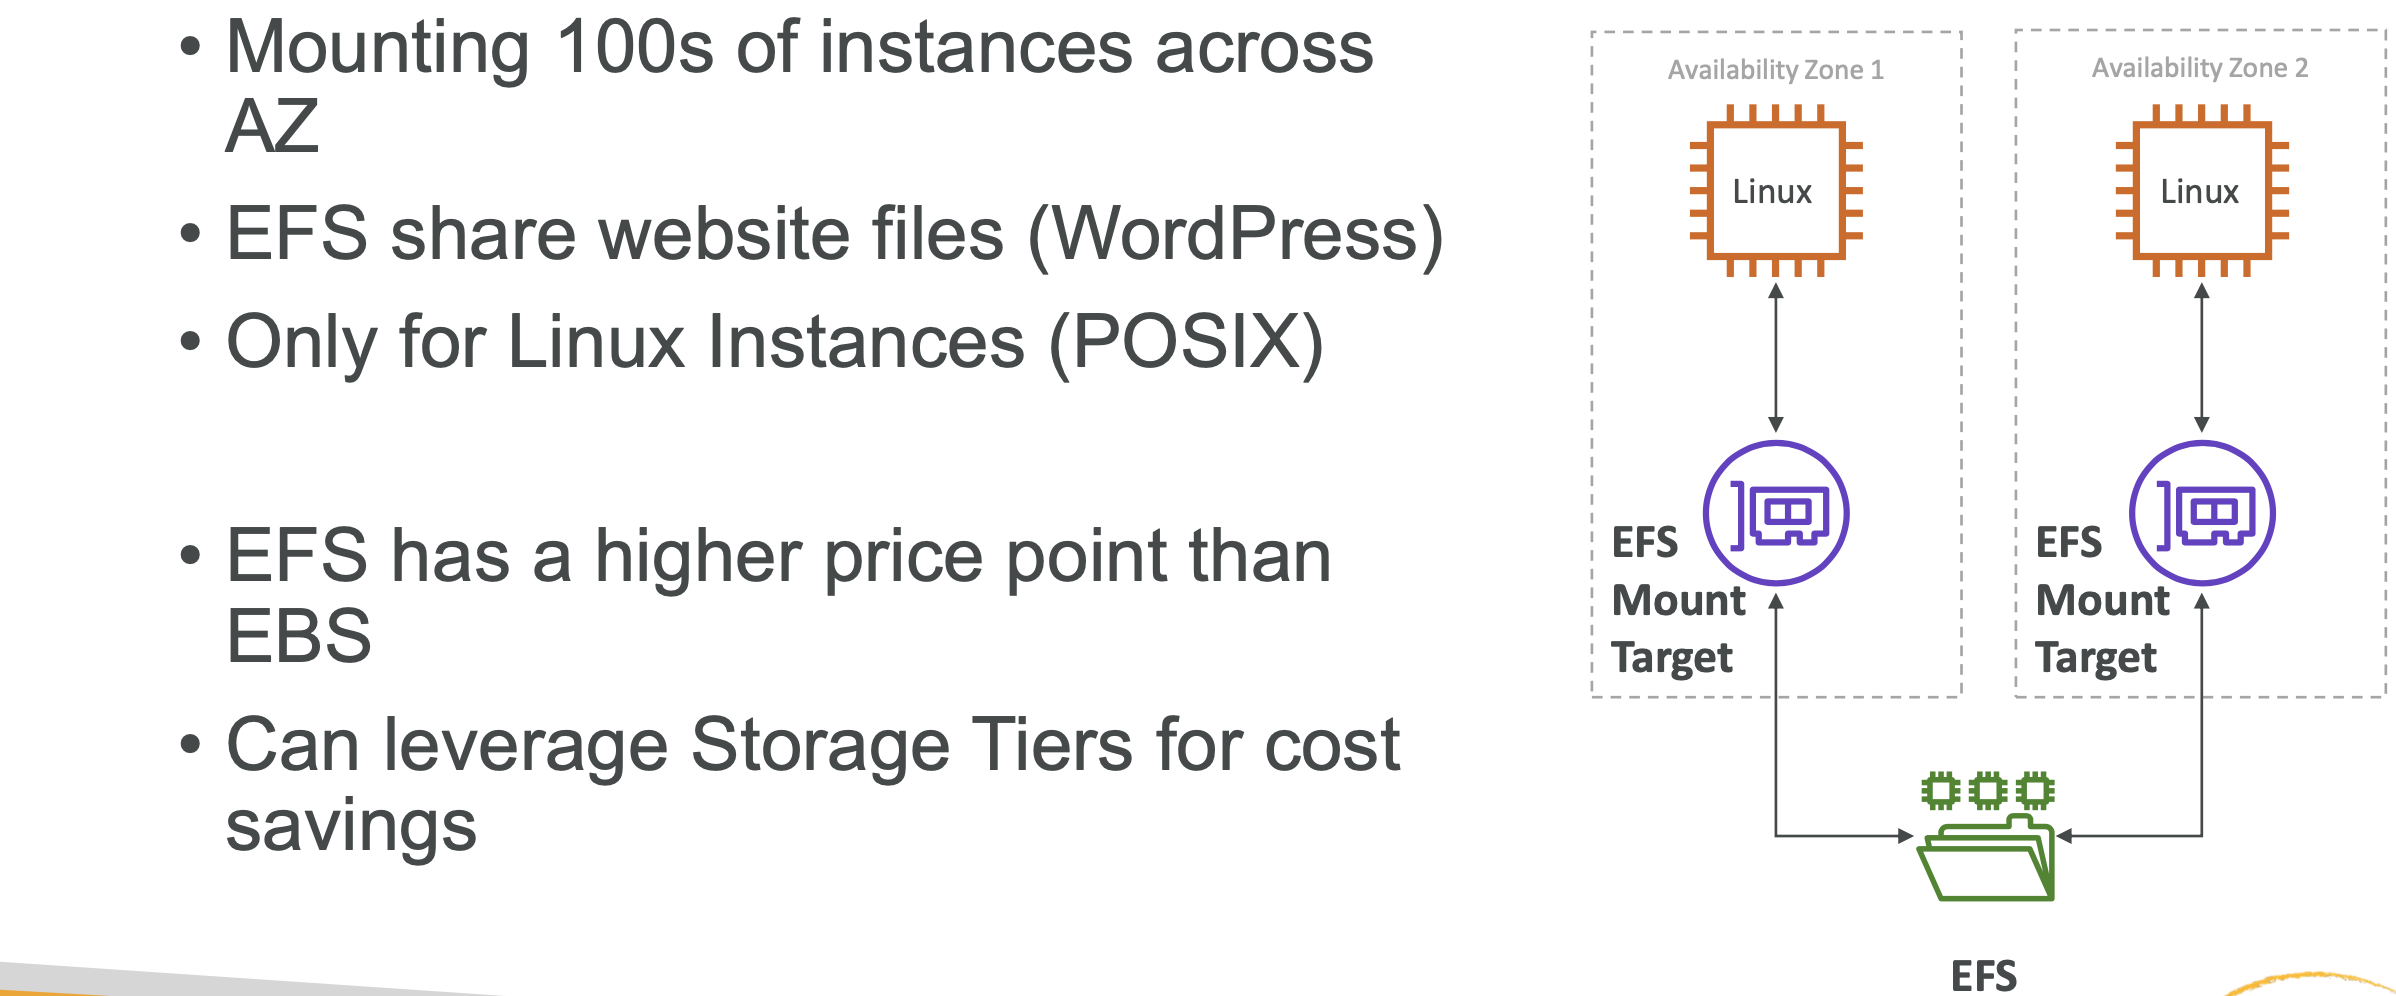 • Mounting 100s of instances across
AZ
• EFS share website files (WordPress)
• Only for Linux Instances (POSIX)
• EFS has a higher price point than
EBS
• Can leverage Storage Tiers for cost
savings
Availability Zone 1
Linux
EFS
Mount
Target
Availability Zone 2
Linux
EFS
Mount
Target
EFS